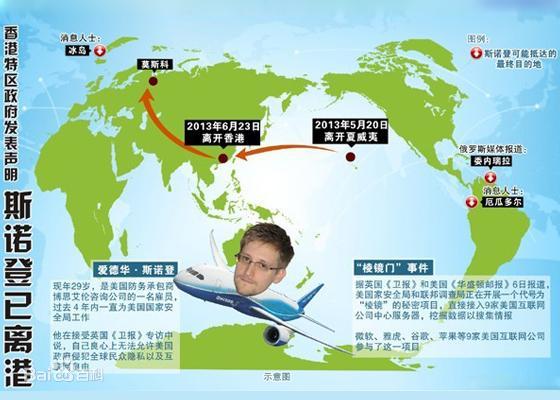 香港特区政府发表声明
斯诺登已离港
消息人士：
冰岛
莫斯科
2013年6月23日
离开香港
2013年5月20日
离开夏威夷
图例：
斯诺登可能抵达的
最终目的地
俄罗斯媒体报道：
委内瑞拉
消息人士：
厄瓜多尔
爱德华·斯诺登
现年29岁，是美国防务承包商
博思艾伦咨询公司的一名雇员，
过去4年内一直为美国国家安
全局工作
他在接受英国《卫报》专访中
说，自己良心上无法允许美国
政府侵犯全球民众隐私以及互
联网自由
“棱镜门”事件
据英国《卫报》和美国《华盛顿邮报》6日报道，
美国家安全局和联邦调查局正在开展一个代号为
“棱镜”的秘密项目，直接接入9家美国互联网
公司中心服务器，挖掘数据以搜集情报
微软、雅虎、谷歌、苹果等9家美国互联网公司
参与了这一项目
示意图
Bai百科